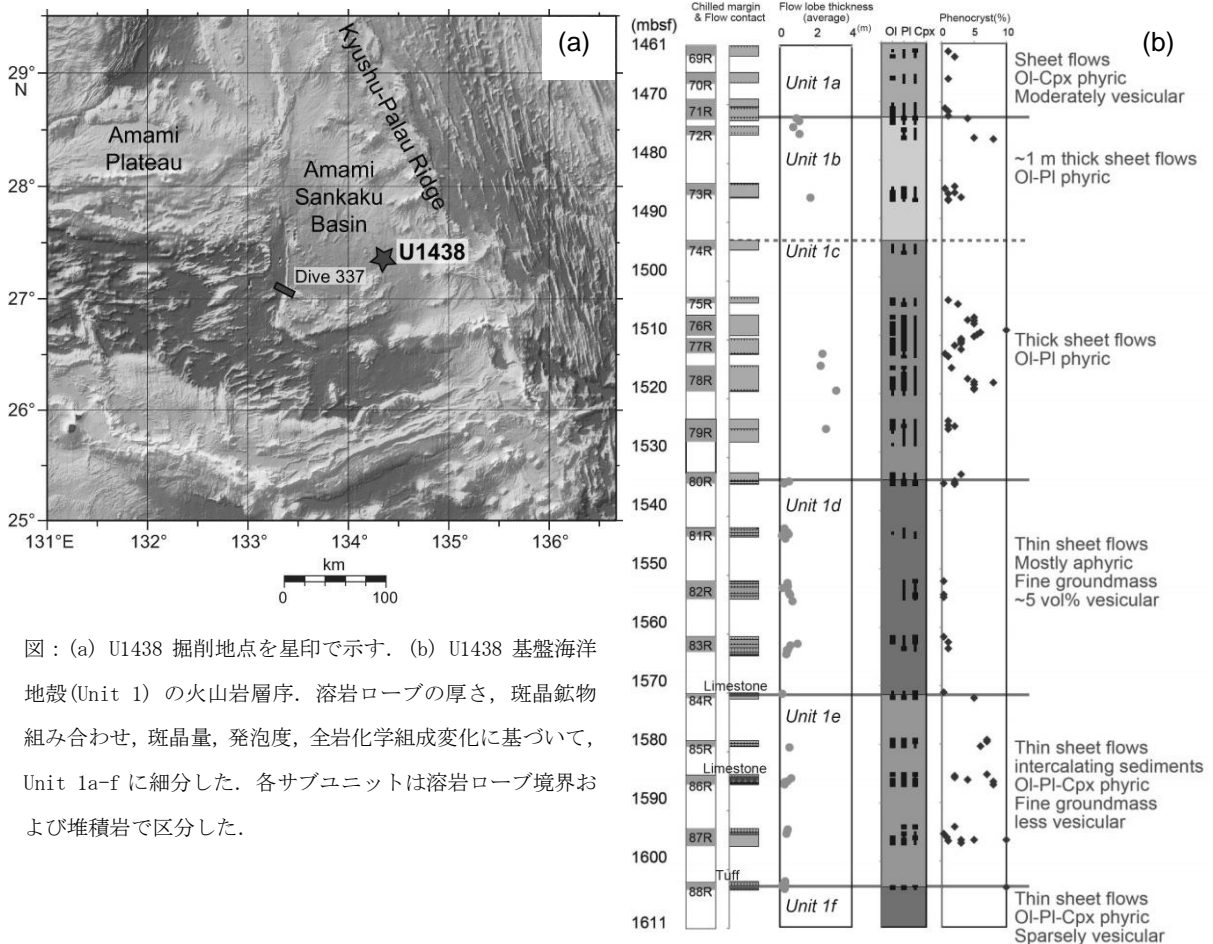 (a)
29°
N
28°
27°
26°
25°
131°E
132°
133°
134°
135°
136°
Kyushu-Palau Ridge
Amami
Plateau
Amami
Sankaku
Basin
U1438
Dive 337
km
0
100
図：(a) U1438 掘削地点を星印で示す．(b) U1438 基盤海洋
地殻(Unit 1) の火山岩層序．溶岩ローブの厚さ，斑晶鉱物
組み合わせ，斑晶量，発泡度，全岩化学組成変化に基づいて，
Unit 1a-f に細分した．各サブユニットは溶岩ローブ境界お
よび堆積岩で区分した．
(b)
(mbsf)
Chilled margin
& Flow contact
Flow lobe thickness
(average)
0 2 4 (m)
Ol Pl Cpx
Phenocryst(%)
0 5 10
1461
1470
1480
1490
1500
1510
1520
1530
1540
1550
1560
1570
1580
1590
1600
1611
69R
70R
71R
72R
73R
74R
75R
76R
77R
78R
79R
80R
81R
82R
83R
Limestone
84R
85R
Limestone
86R
87R
Tuff
88R
Unit 1a
Unit 1b
Unit 1c
Unit 1d
Unit 1e
Unit 1f
Sheet flows
Ol-Cpx phyric
Moderately vesicular
~1 m thick sheet flows
Ol-Pl phyric
Thick sheet flows
Ol-Pl phyric
Thin sheet flows
Mostly aphyric
Fine groundmass
~5 vol% vesicular
Thin sheet flows
intercalating sediments
Ol-Pl-Cpx phyric
Fine groundmass
less vesicular
Thin sheet flows
Ol-Pl-Cpx phyric
Sparsely vesicular